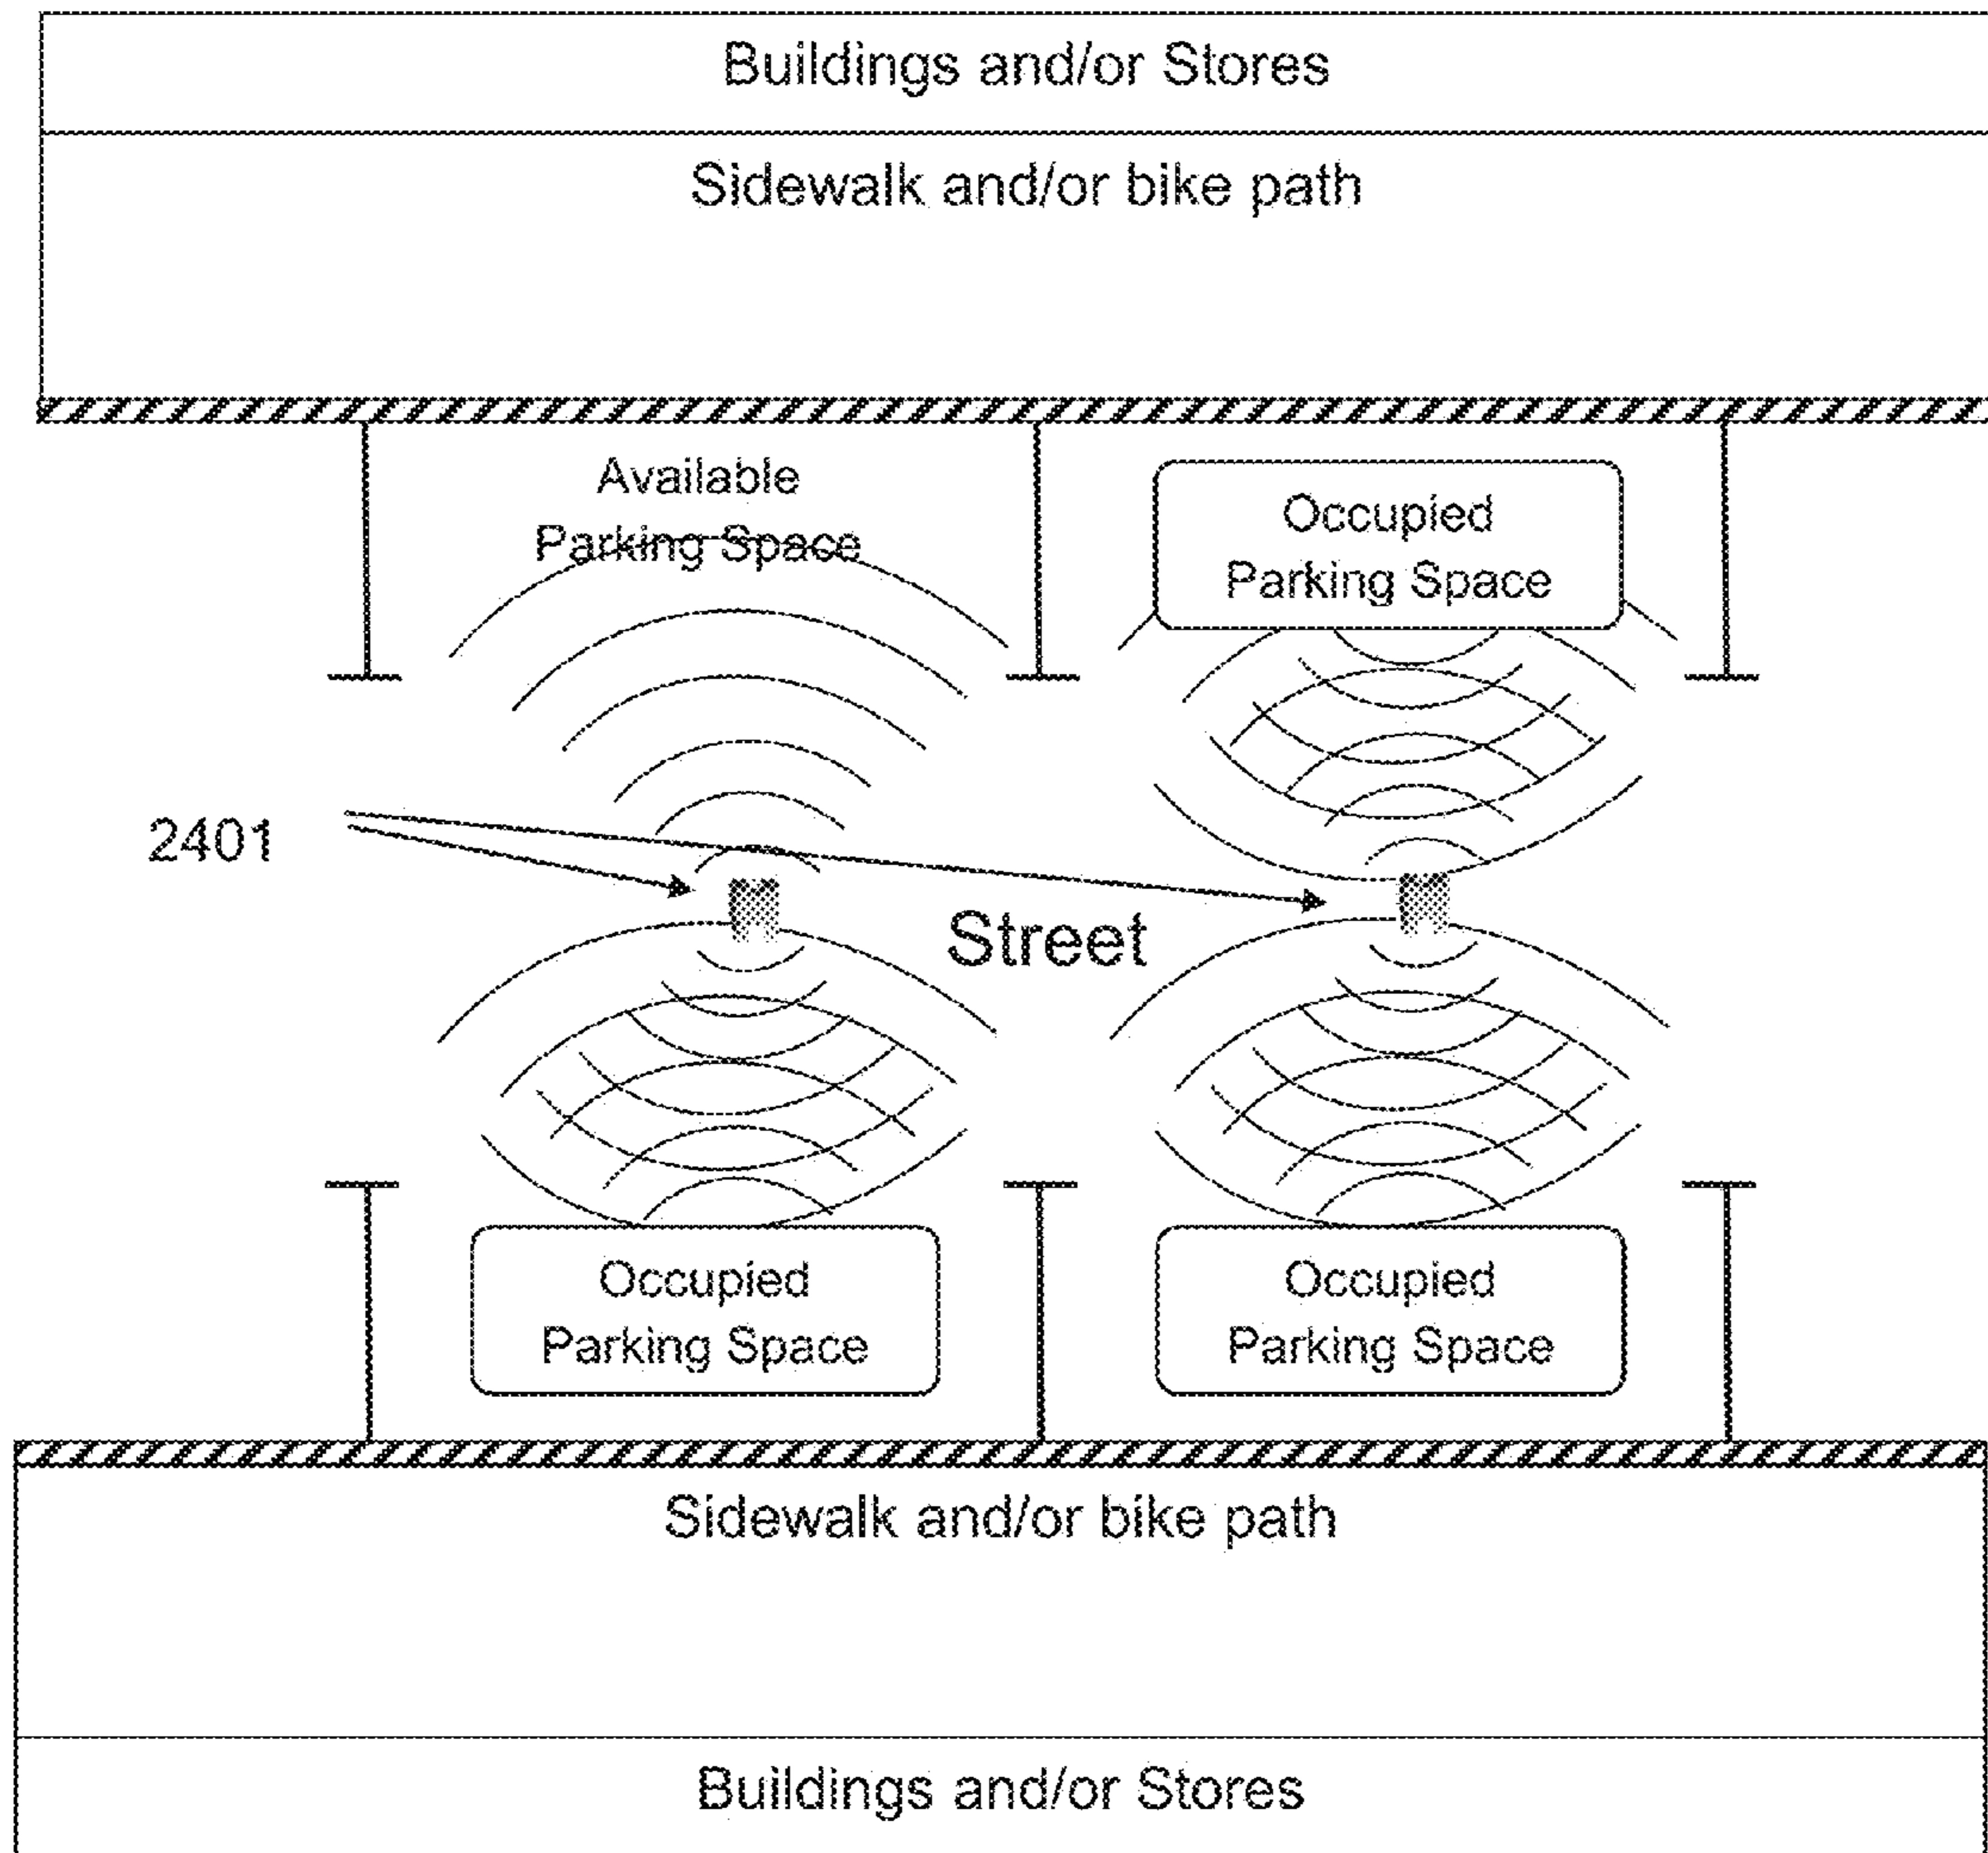 Buildings and/or Stores
Sidewalk and/or bike path
Available
Parking Space
Occupied
Parking Space
2401
Street
Occupied
Parking Space
Occupied
Parking Space
Sidewalk and/or bike path
Buildings and/or Stores